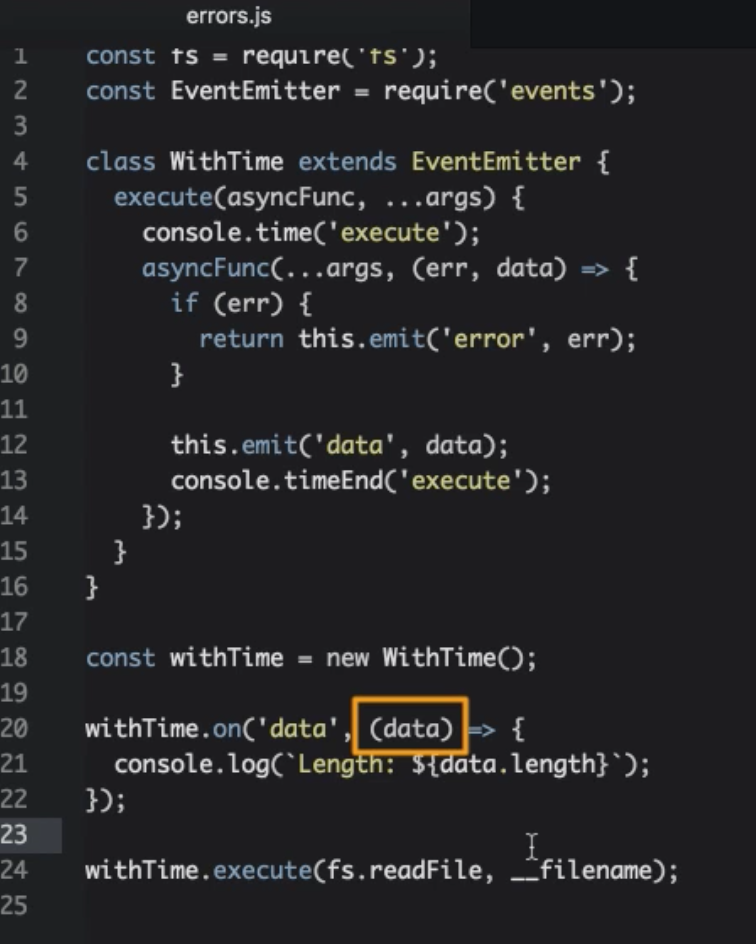 errors.js
1 const fs = require('fs');
2 const EventEmitter = require('events');
3
4 class WithTime extends EventEmitter {
5 execute(asyncFunc, ...args) {
6 console.time('execute');
7 asyncFunc(...args, (err, data) => {
8 if (err) {
9 return this.emit('error', err);
10 }
11
12 this.emit('data', data);
13 console.timeEnd('execute');
14 });
15 }
16 }
17
18 const withTime = new WithTime();
19
20 withTime.on('data', (data) => {
21 console.log(`Length: ${data.length}`);
22 });
23
24 withTime.execute(fs.readFile, __filename);
25